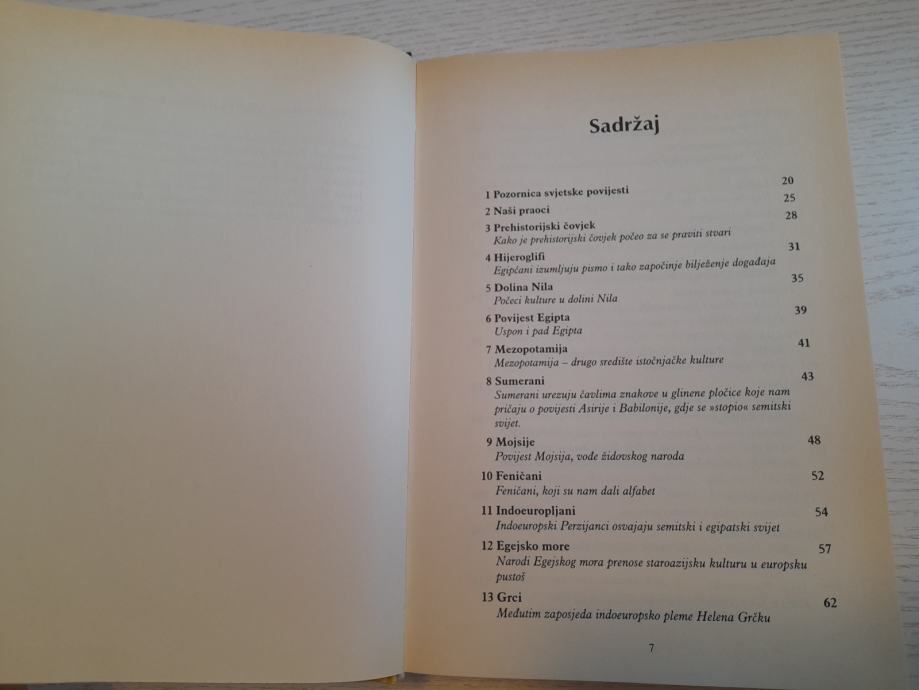 Sadržaj
1 Pozornica svjetske povijesti 20
2 Naši praoci 25
3 Prehistorijski čovjek 28
Kako je prehistorijski čovjek počeo za se praviti stvari
4 Hijeroglifi 31
Egipćani izumljuju pismo i tako započinje bilježenje događaja
5 Dolina Nila 35
Počeci kulture u dolini Nila
6 Povijest Egipta 39
Uspon i pad Egipta
7 Mezopotamija 41
Mezopotamija – drugo središte istočnjačke kulture
8 Sumerani 43
Sumerani urezuju čavlima znakove u glinene pločice koje nam
pričaju o povijesti Asirije i Babilonije, gdje se »stopio« semitski
svijet.
9 Mojsije 48
Povijest Mojsija, vođe židovskog naroda
10 Feničani 52
Feničani, koji su nam dali alfabet
11 Indoeuropljani 54
Indoeuropski Perzijanci osvajaju semitski i egipatski svijet
12 Egejsko more 57
Narodi Egejskog mora prenose staroazijsku kulturu u europsku
pustoš
13 Grci 62
Međutim zaposjeda indoeuropsko pleme Helena Grčku
7